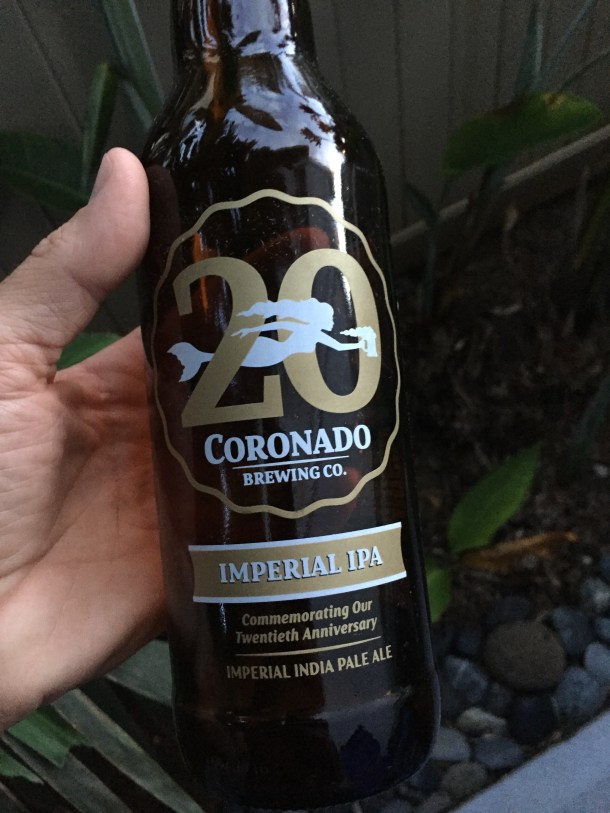 20
CORONADO
BREWING CO.
IMPERIAL IPA
Commemorating Our
Twentieth Anniversary
IMPERIAL INDIA PALE ALE